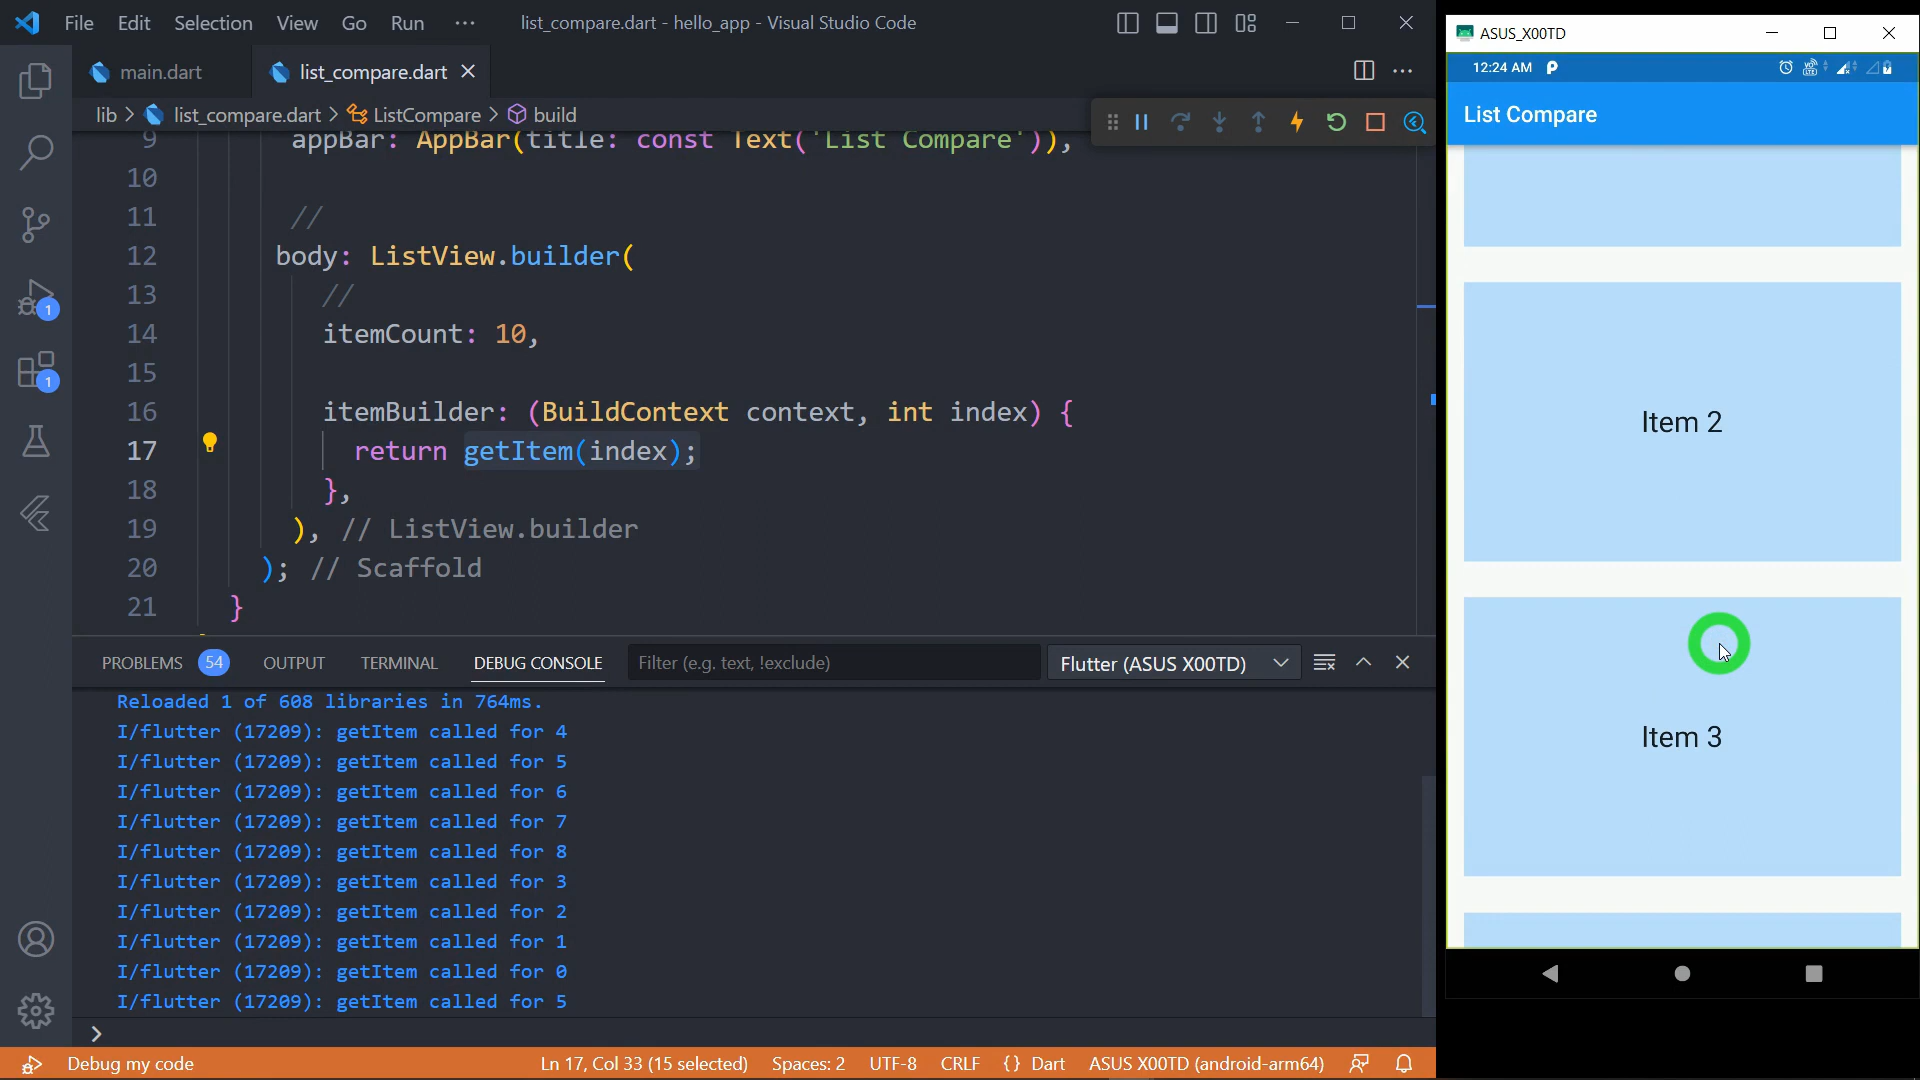 File Edit Selection View Go Run ··· list_compare.dart - hello_app - Visual Studio Code
main.dart list_compare.dart
lib > list_compare.dart > ListCompare > build
9 appBar: AppBar(title: const Text('List Compare')),
10
11 //
12 body: ListView.builder(
13 //
14 itemCount: 10,
15
16 itemBuilder: (BuildContext context, int index) {
17 return getItem(index);
18 },
19 ), // ListView.builder
20 ); // Scaffold
21 }
1
1
PROBLEMS 54 OUTPUT TERMINAL DEBUG CONSOLE Filter (e.g. text, !exclude) Flutter (ASUS X00TD)
Reloaded 1 of 608 libraries in 764ms.
I/flutter (17209): getItem called for 4
I/flutter (17209): getItem called for 5
I/flutter (17209): getItem called for 6
I/flutter (17209): getItem called for 7
I/flutter (17209): getItem called for 8
I/flutter (17209): getItem called for 3
I/flutter (17209): getItem called for 2
I/flutter (17209): getItem called for 1
I/flutter (17209): getItem called for 0
I/flutter (17209): getItem called for 5
>
Debug my code Ln 17, Col 33 (15 selected) Spaces: 2 UTF-8 CRLF {} Dart ASUS X00TD (android-arm64)
ASUS_X00TD
12:24 AM
List Compare
Item 2
Item 3